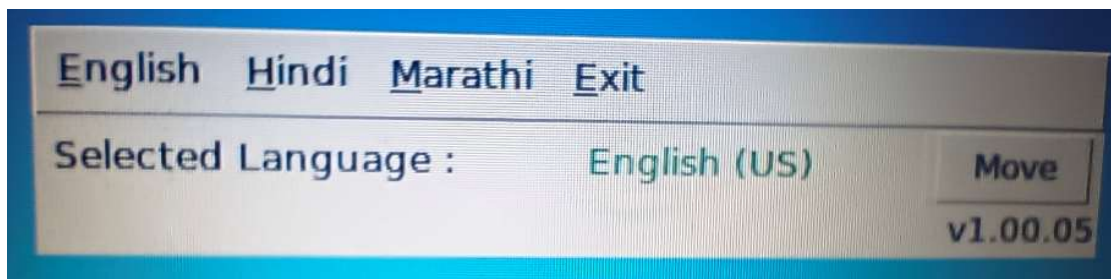 English Hindi Marathi Exit
Selected Language : English (US) Move
v1.00.05